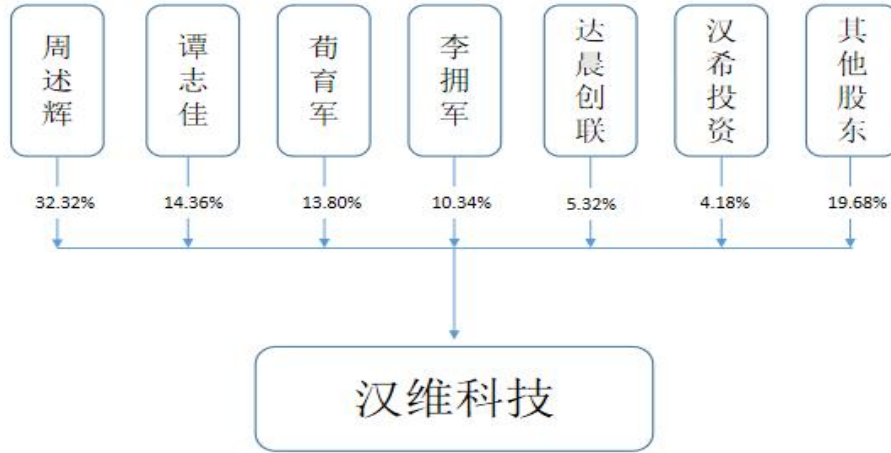 周述辉
谭志佳
荀育军
李拥军
达晨创联
汉希投资
其他股东
32.32%
14.36%
13.80%
10.34%
5.32%
4.18%
19.68%
汉维科技